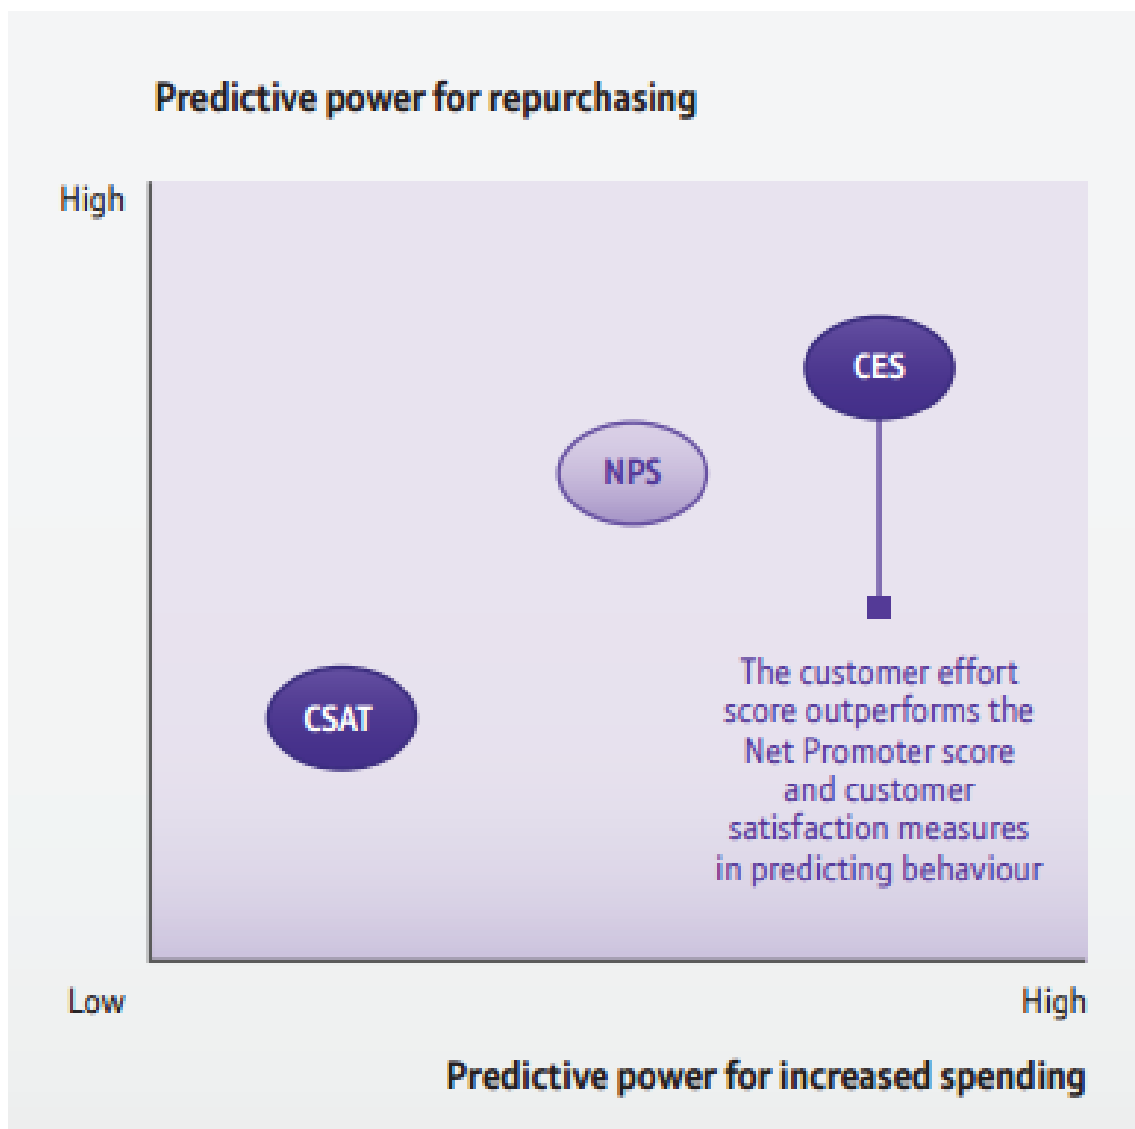 Predictive power for repurchasing
High
CES
NPS
CSAT
The customer effort
score outperforms the
Net Promoter score
and customer
satisfaction measures
in predicting behaviour
Low
High
Predictive power for increased spending